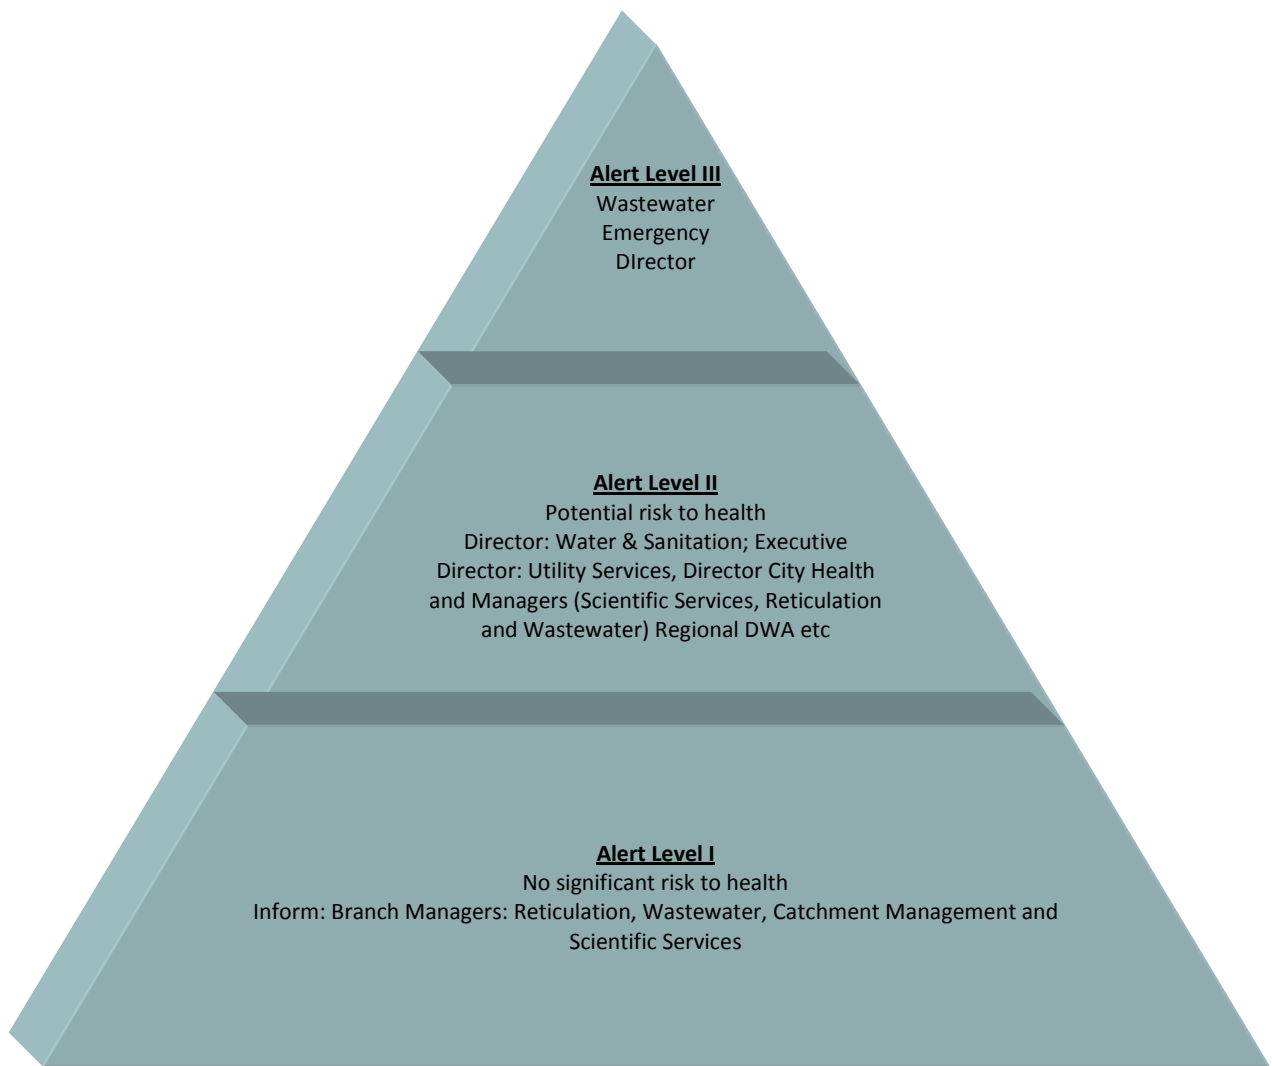 Alert Level III
Wastewater
Emergency
DIrector
Alert Level II
Potential risk to health
Director: Water & Sanitation; Executive
Director: Utility Services, Director City Health
and Managers (Scientific Services, Reticulation
and Wastewater) Regional DWA etc
Alert Level I
No significant risk to health
Inform: Branch Managers: Reticulation, Wastewater, Catchment Management and
Scientific Services